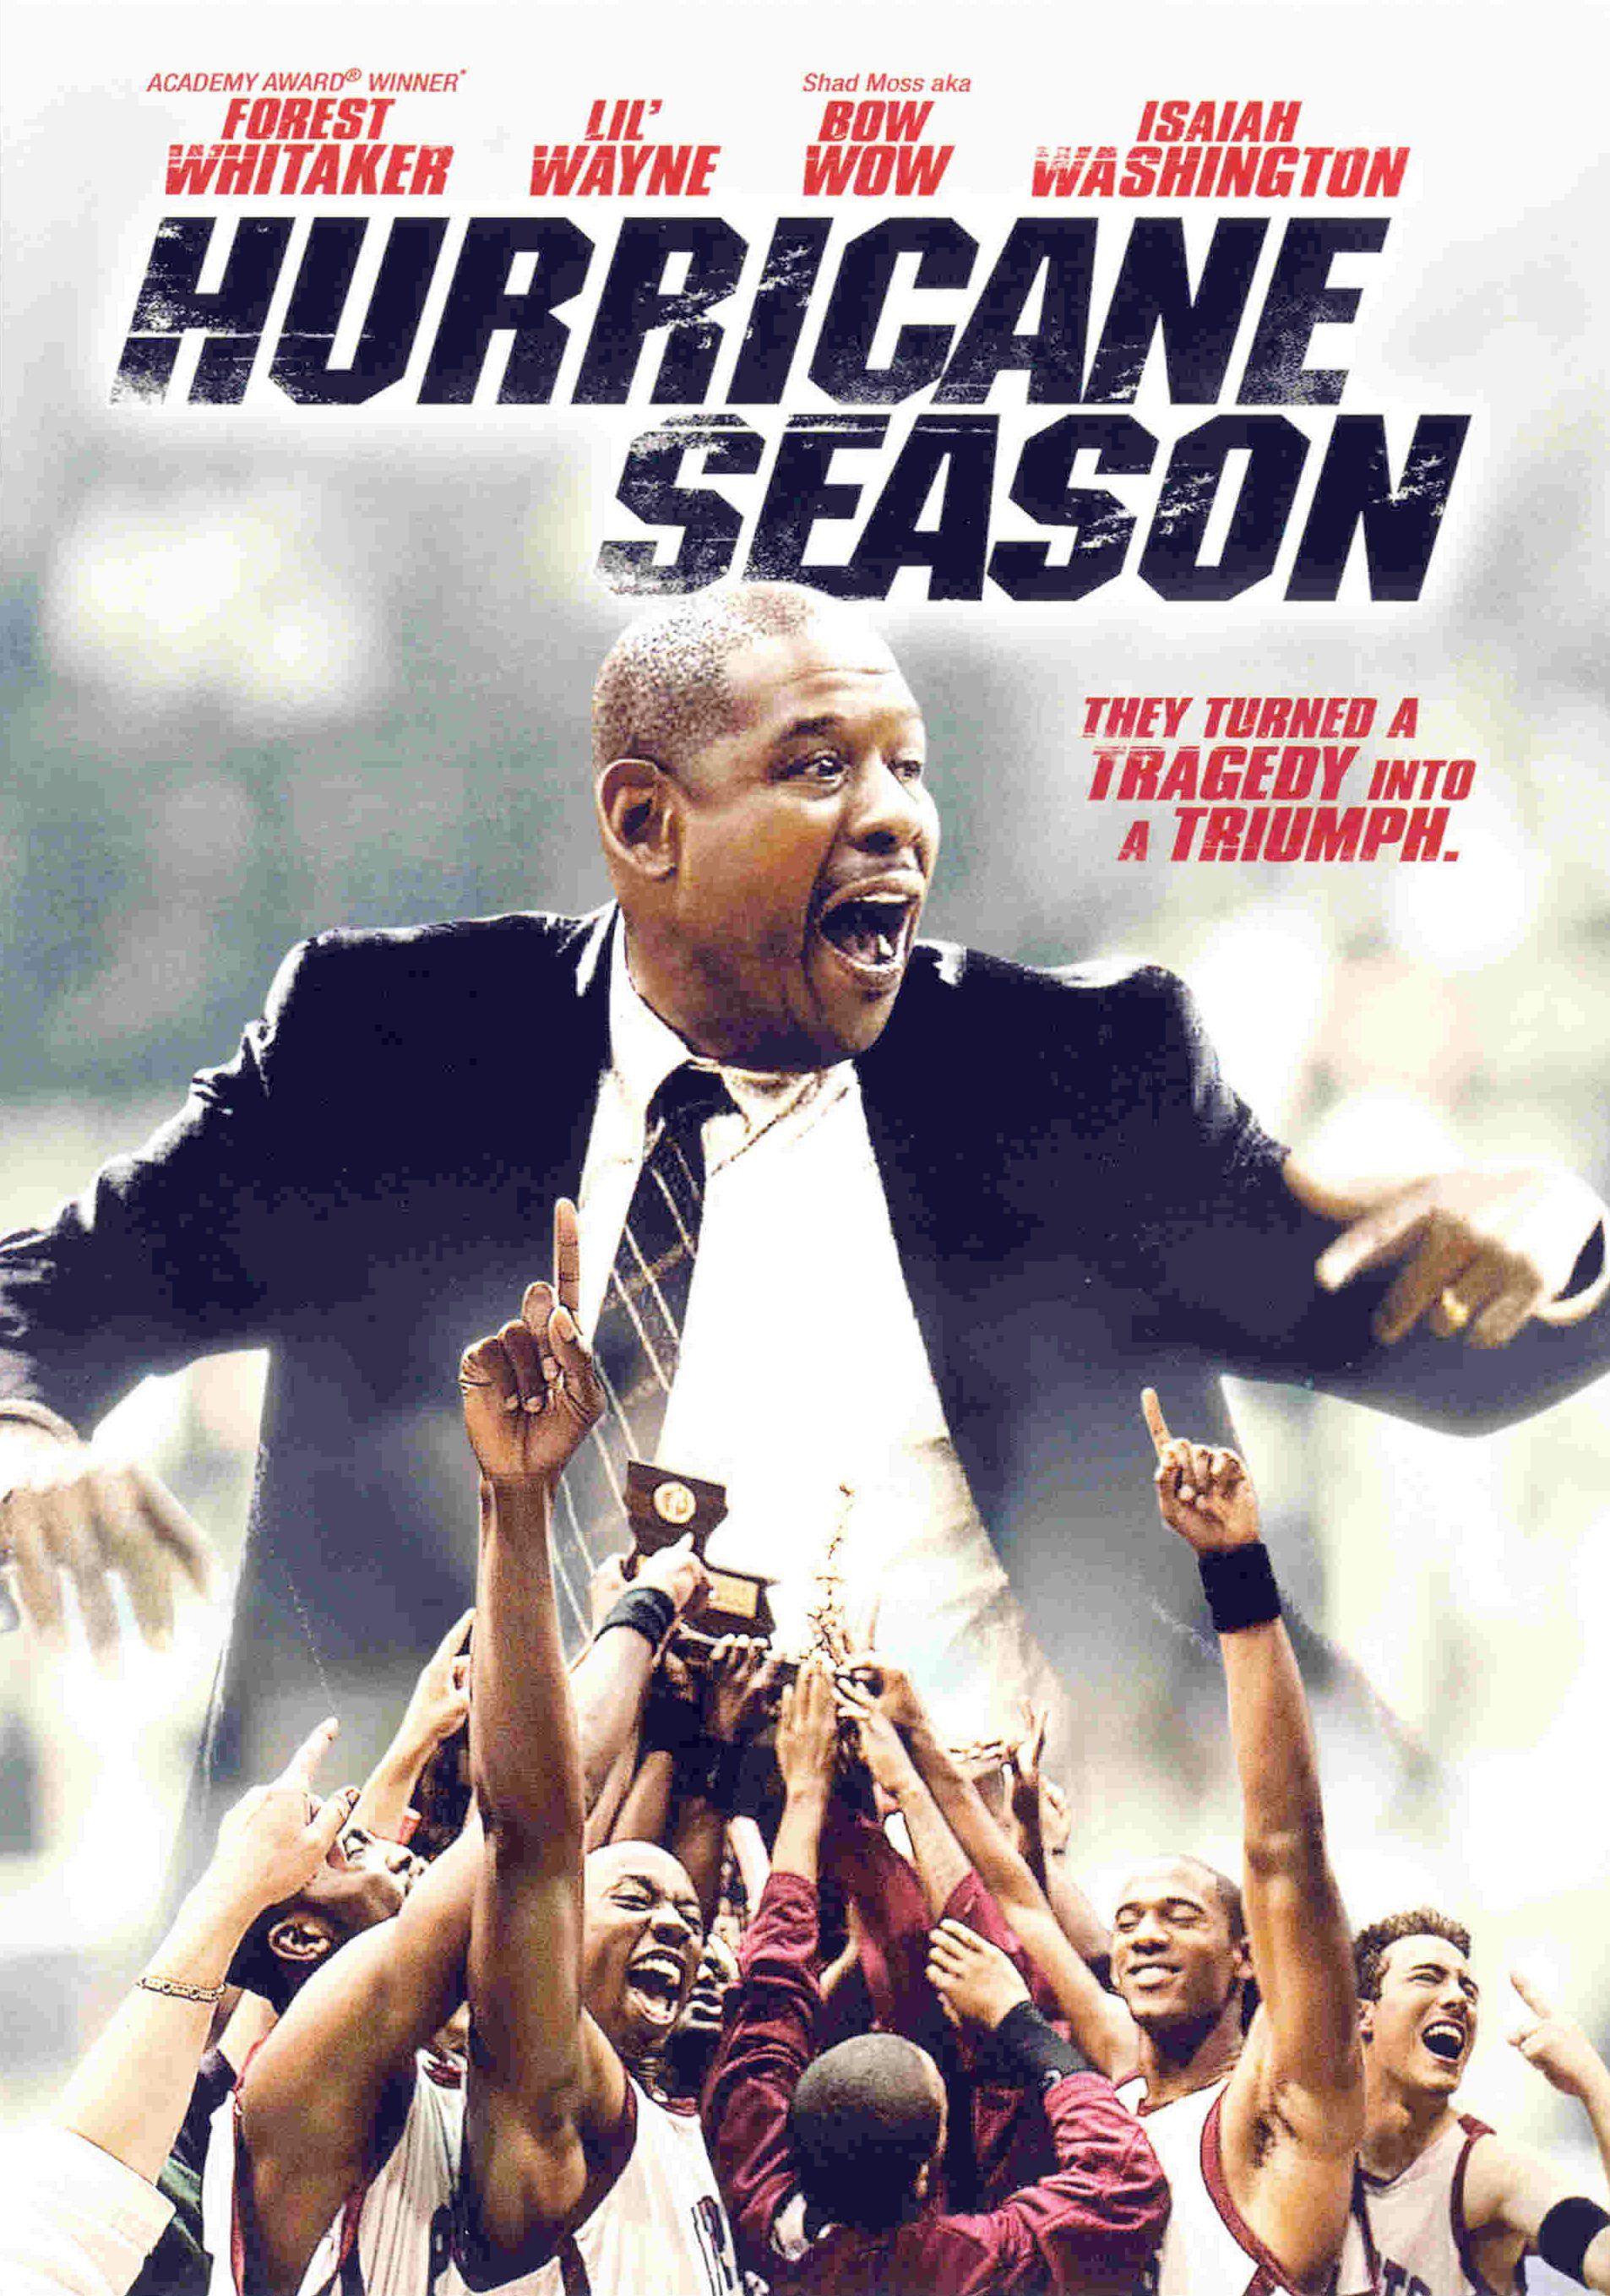 ACADEMY AWARD® WINNER*
FOREST
WHITAKER
LIL'
WAYNE
Shad Moss aka
BOW
WOW
ISAIAH
WASHINGTON
HURRICANE
SEASON
THEY TURNED A
TRAGEDY INTO
A TRIUMPH.